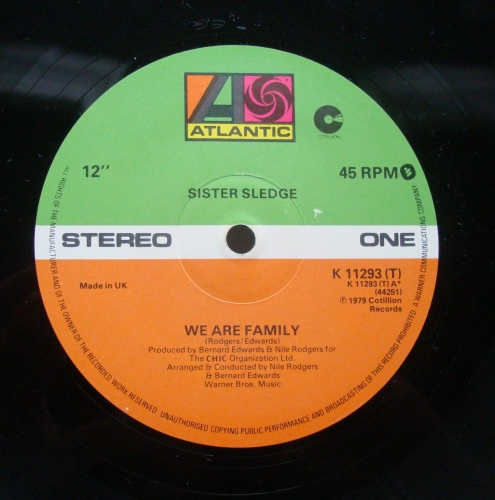 ATLANTIC
COTILLION
12"
45 RPM
SISTER SLEDGE
STEREO
ONE
Made in UK
K 11293 (T)
K 11293 (T) A*
(44251)
℗ 1979 Cotillion
Records
WE ARE FAMILY
(Rodgers/Edwards)
Produced by Bernard Edwards & Nile Rodgers for
The CHIC Organization Ltd.
Arranged & Conducted by Nile Rodgers
& Bernard Edwards
Warner Bros. Music
ALL RIGHTS OF THE MANUFACTURER AND OF THE OWNER OF THE RECORDED WORK RESERVED UNAUTHORISED COPYING PUBLIC PERFORMANCE AND BROADCASTING OF THIS RECORD PROHIBITED A WARNER COMMUNICATIONS COMPANY